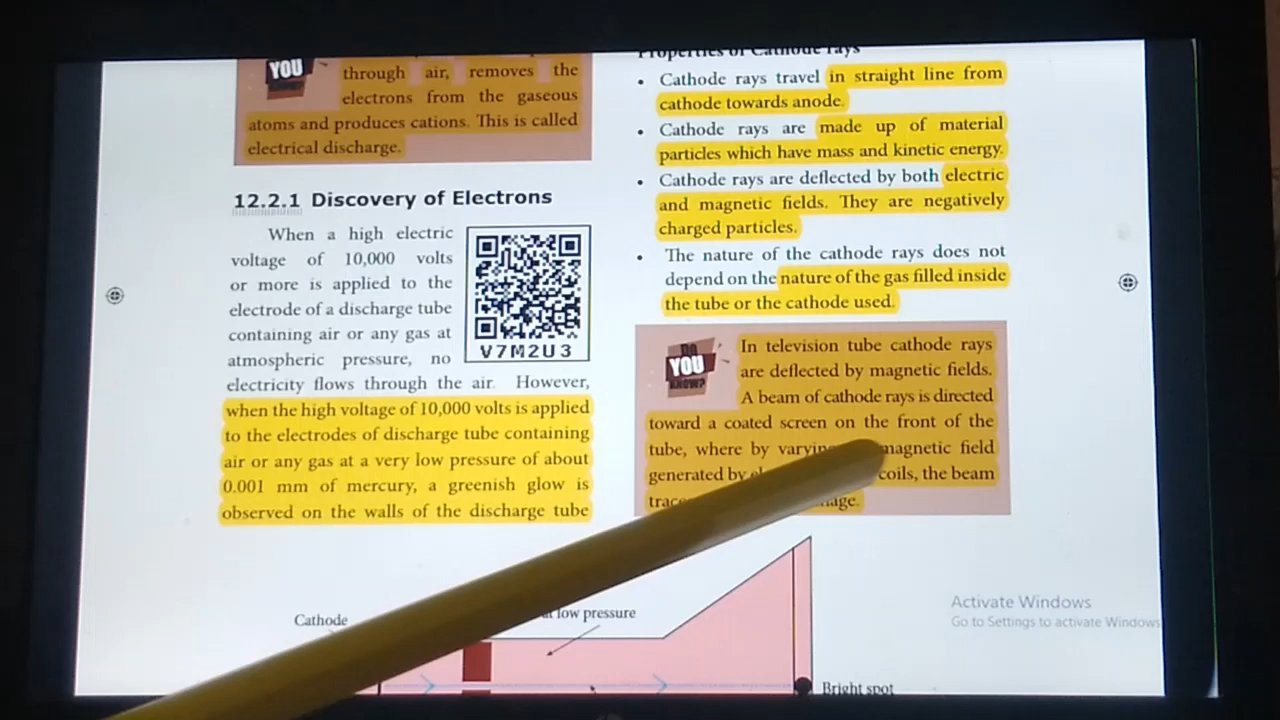 YOU
through air, removes the
electrons from the gaseous
atoms and produces cations. This is called
electrical discharge.
12.2.1 Discovery of Electrons
When a high electric
voltage of 10,000 volts
or more is applied to the
electrode of a discharge tube
containing air or any gas at
atmospheric pressure, no
electricity flows through the air. However,
when the high voltage of 10,000 volts is applied
to the electrodes of discharge tube containing
air or any gas at a very low pressure of about
0.001 mm of mercury, a greenish glow is
observed on the walls of the discharge tube
V7M2U3
Properties of Cathode rays
• Cathode rays travel in straight line from
cathode towards anode.
• Cathode rays are made up of material
particles which have mass and kinetic energy.
• Cathode rays are deflected by both electric
and magnetic fields. They are negatively
charged particles.
• The nature of the cathode rays does not
depend on the nature of the gas filled inside
the tube or the cathode used.
DO
YOU
KNOW?
In television tube cathode rays
are deflected by magnetic fields.
A beam of cathode rays is directed
toward a coated screen on the front of the
tube, where by varying magnetic field
generated by coils, the beam
Cathode
low pressure
Bright spot
Activate Windows
Go to Settings to activate Windows